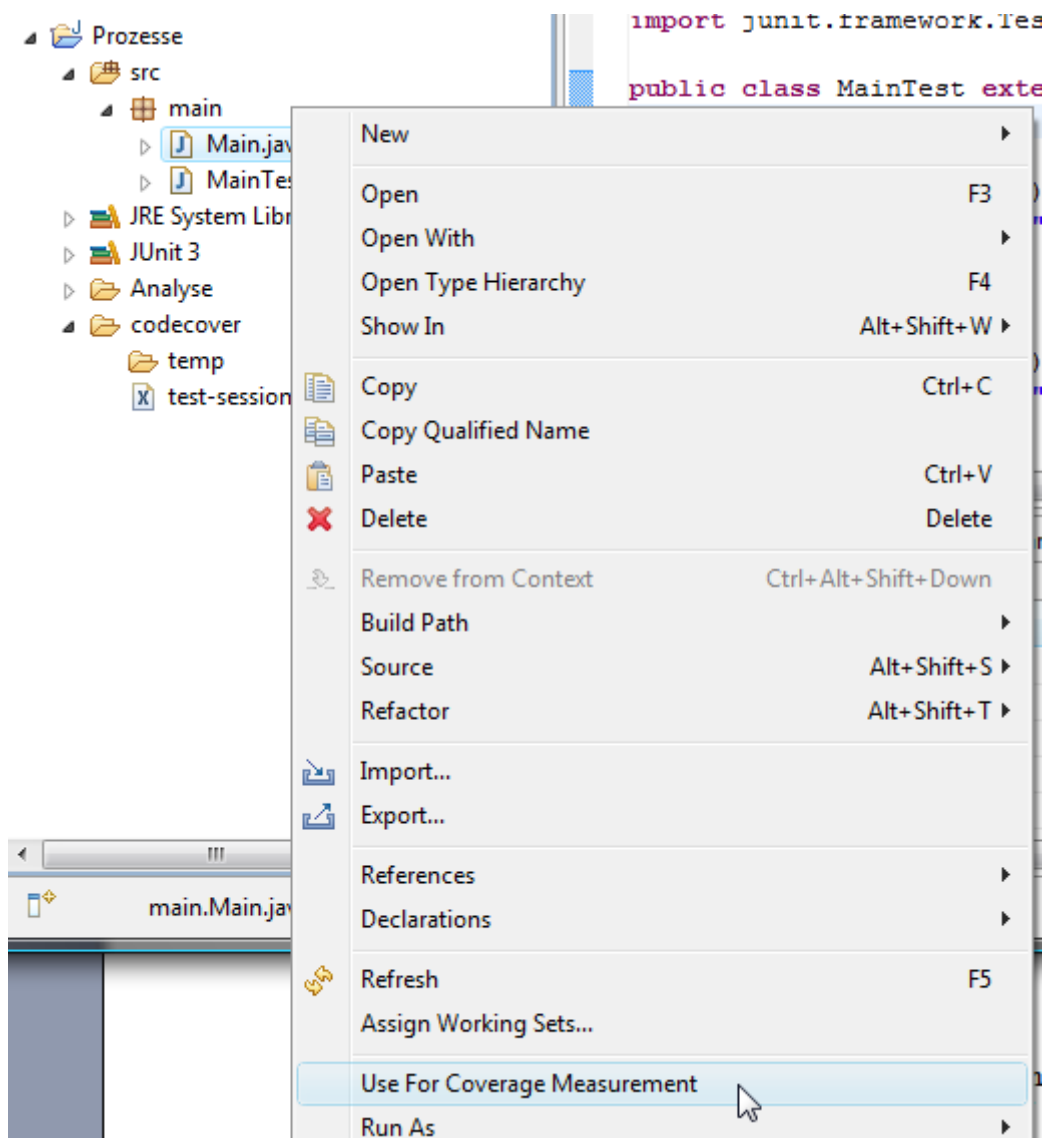 Prozesse
src
main
Main.jav
MainTes
JRE System Libr
JUnit 3
Analyse
codecover
temp
test-session
import junit.framework.Tes
public class MainTest exte
New
Open F3
Open With
Open Type Hierarchy F4
Show In Alt+Shift+W
Copy Ctrl+C
Copy Qualified Name
Paste Ctrl+V
Delete Delete
Remove from Context Ctrl+Alt+Shift+Down
Build Path
Source Alt+Shift+S
Refactor Alt+Shift+T
Import...
Export...
References
Declarations
Refresh F5
Assign Working Sets...
Use For Coverage Measurement
Run As
main.Main.jav